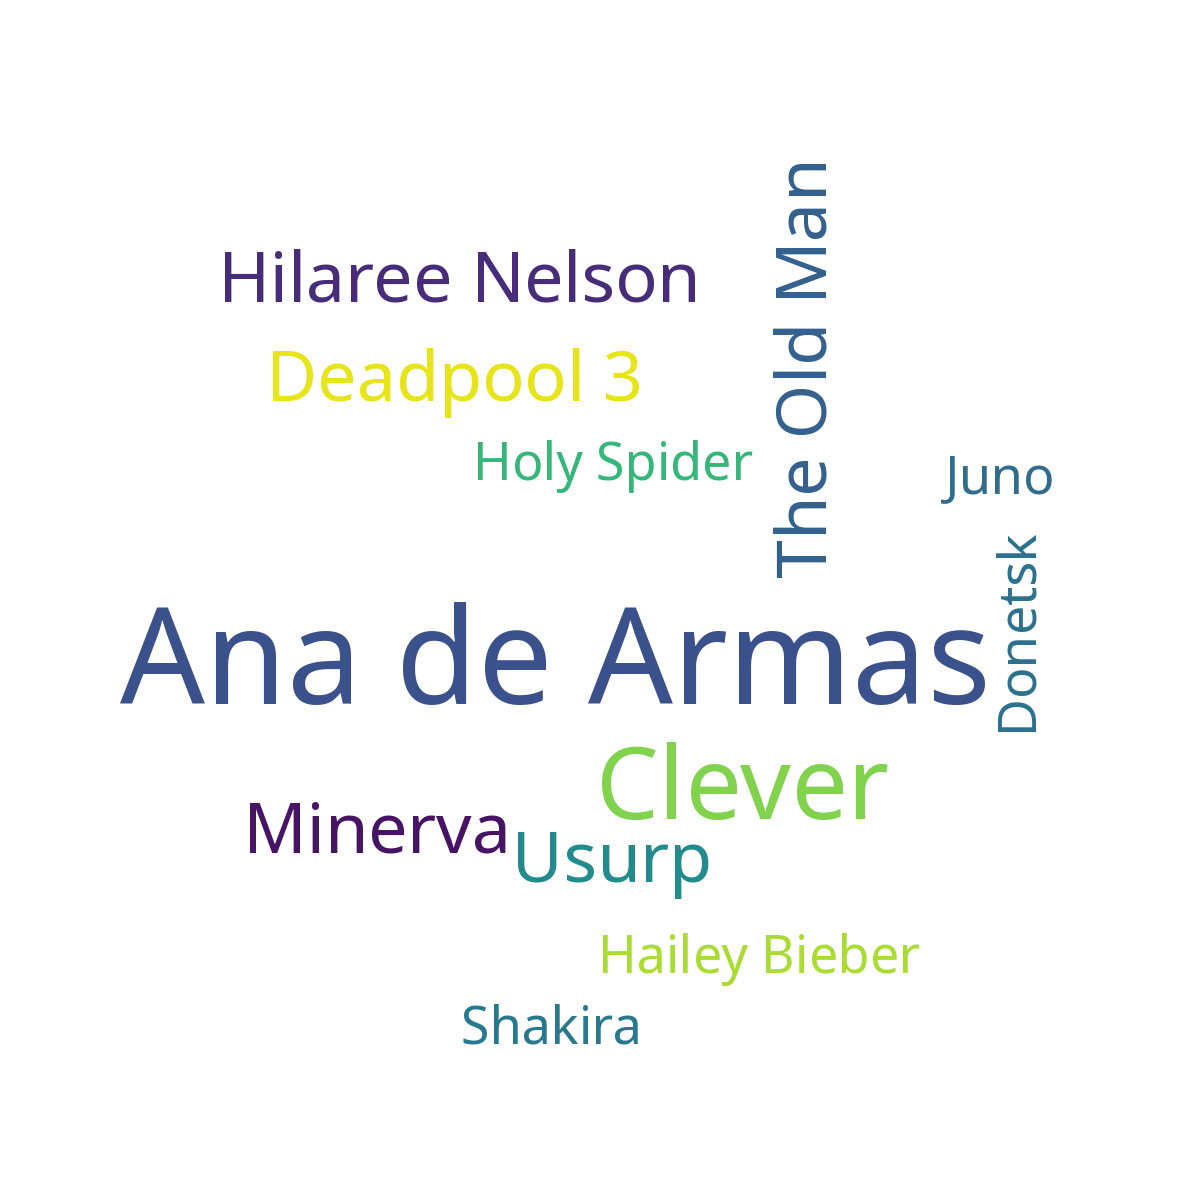 The Old Man
Hilaree Nelson
Deadpool 3
Holy Spider
Juno
Donetsk
Ana de Armas
Clever
Minerva
Usurp
Hailey Bieber
Shakira